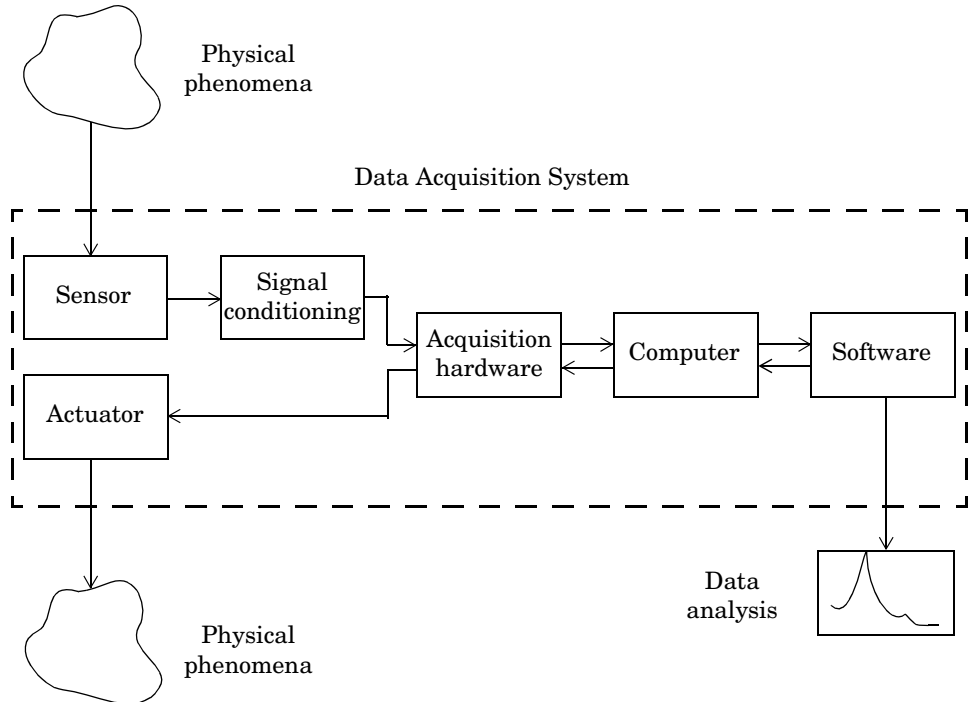 Physical
phenomena
Data Acquisition System
Sensor
Signal
conditioning
Acquisition
hardware
Computer
Software
Actuator
Data
analysis
Physical
phenomena